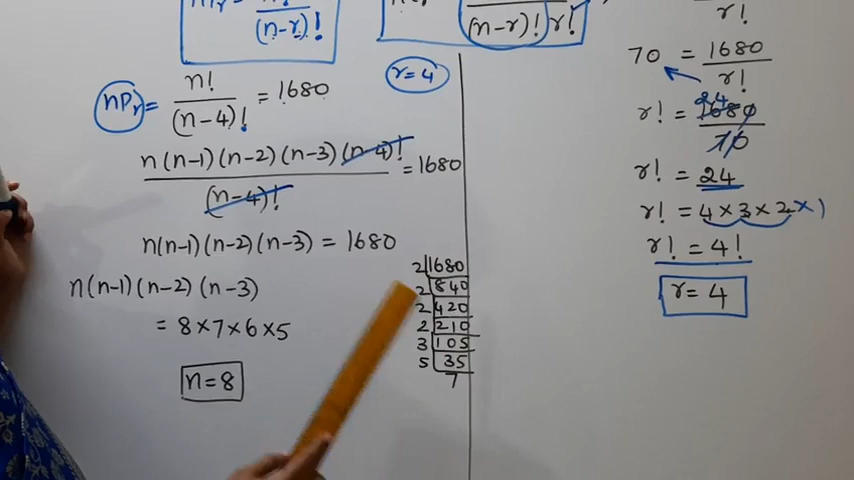 (n-r)!
(n-r)! r!
nPr = n! / (n-4)! = 1680
r=4
n(n-1)(n-2)(n-3)(n-4)! / (n-4)! = 1680
n(n-1)(n-2)(n-3) = 1680
n(n-1)(n-2)(n-3)
= 8×7×6×5
n=8
2 1680
2 840
2 420
2 210
3 105
5 35
7
r!
70 = 1680 / r!
24
r! = 1680 / 70
r! = 24
r! = 4×3×2×1
r! = 4!
r=4